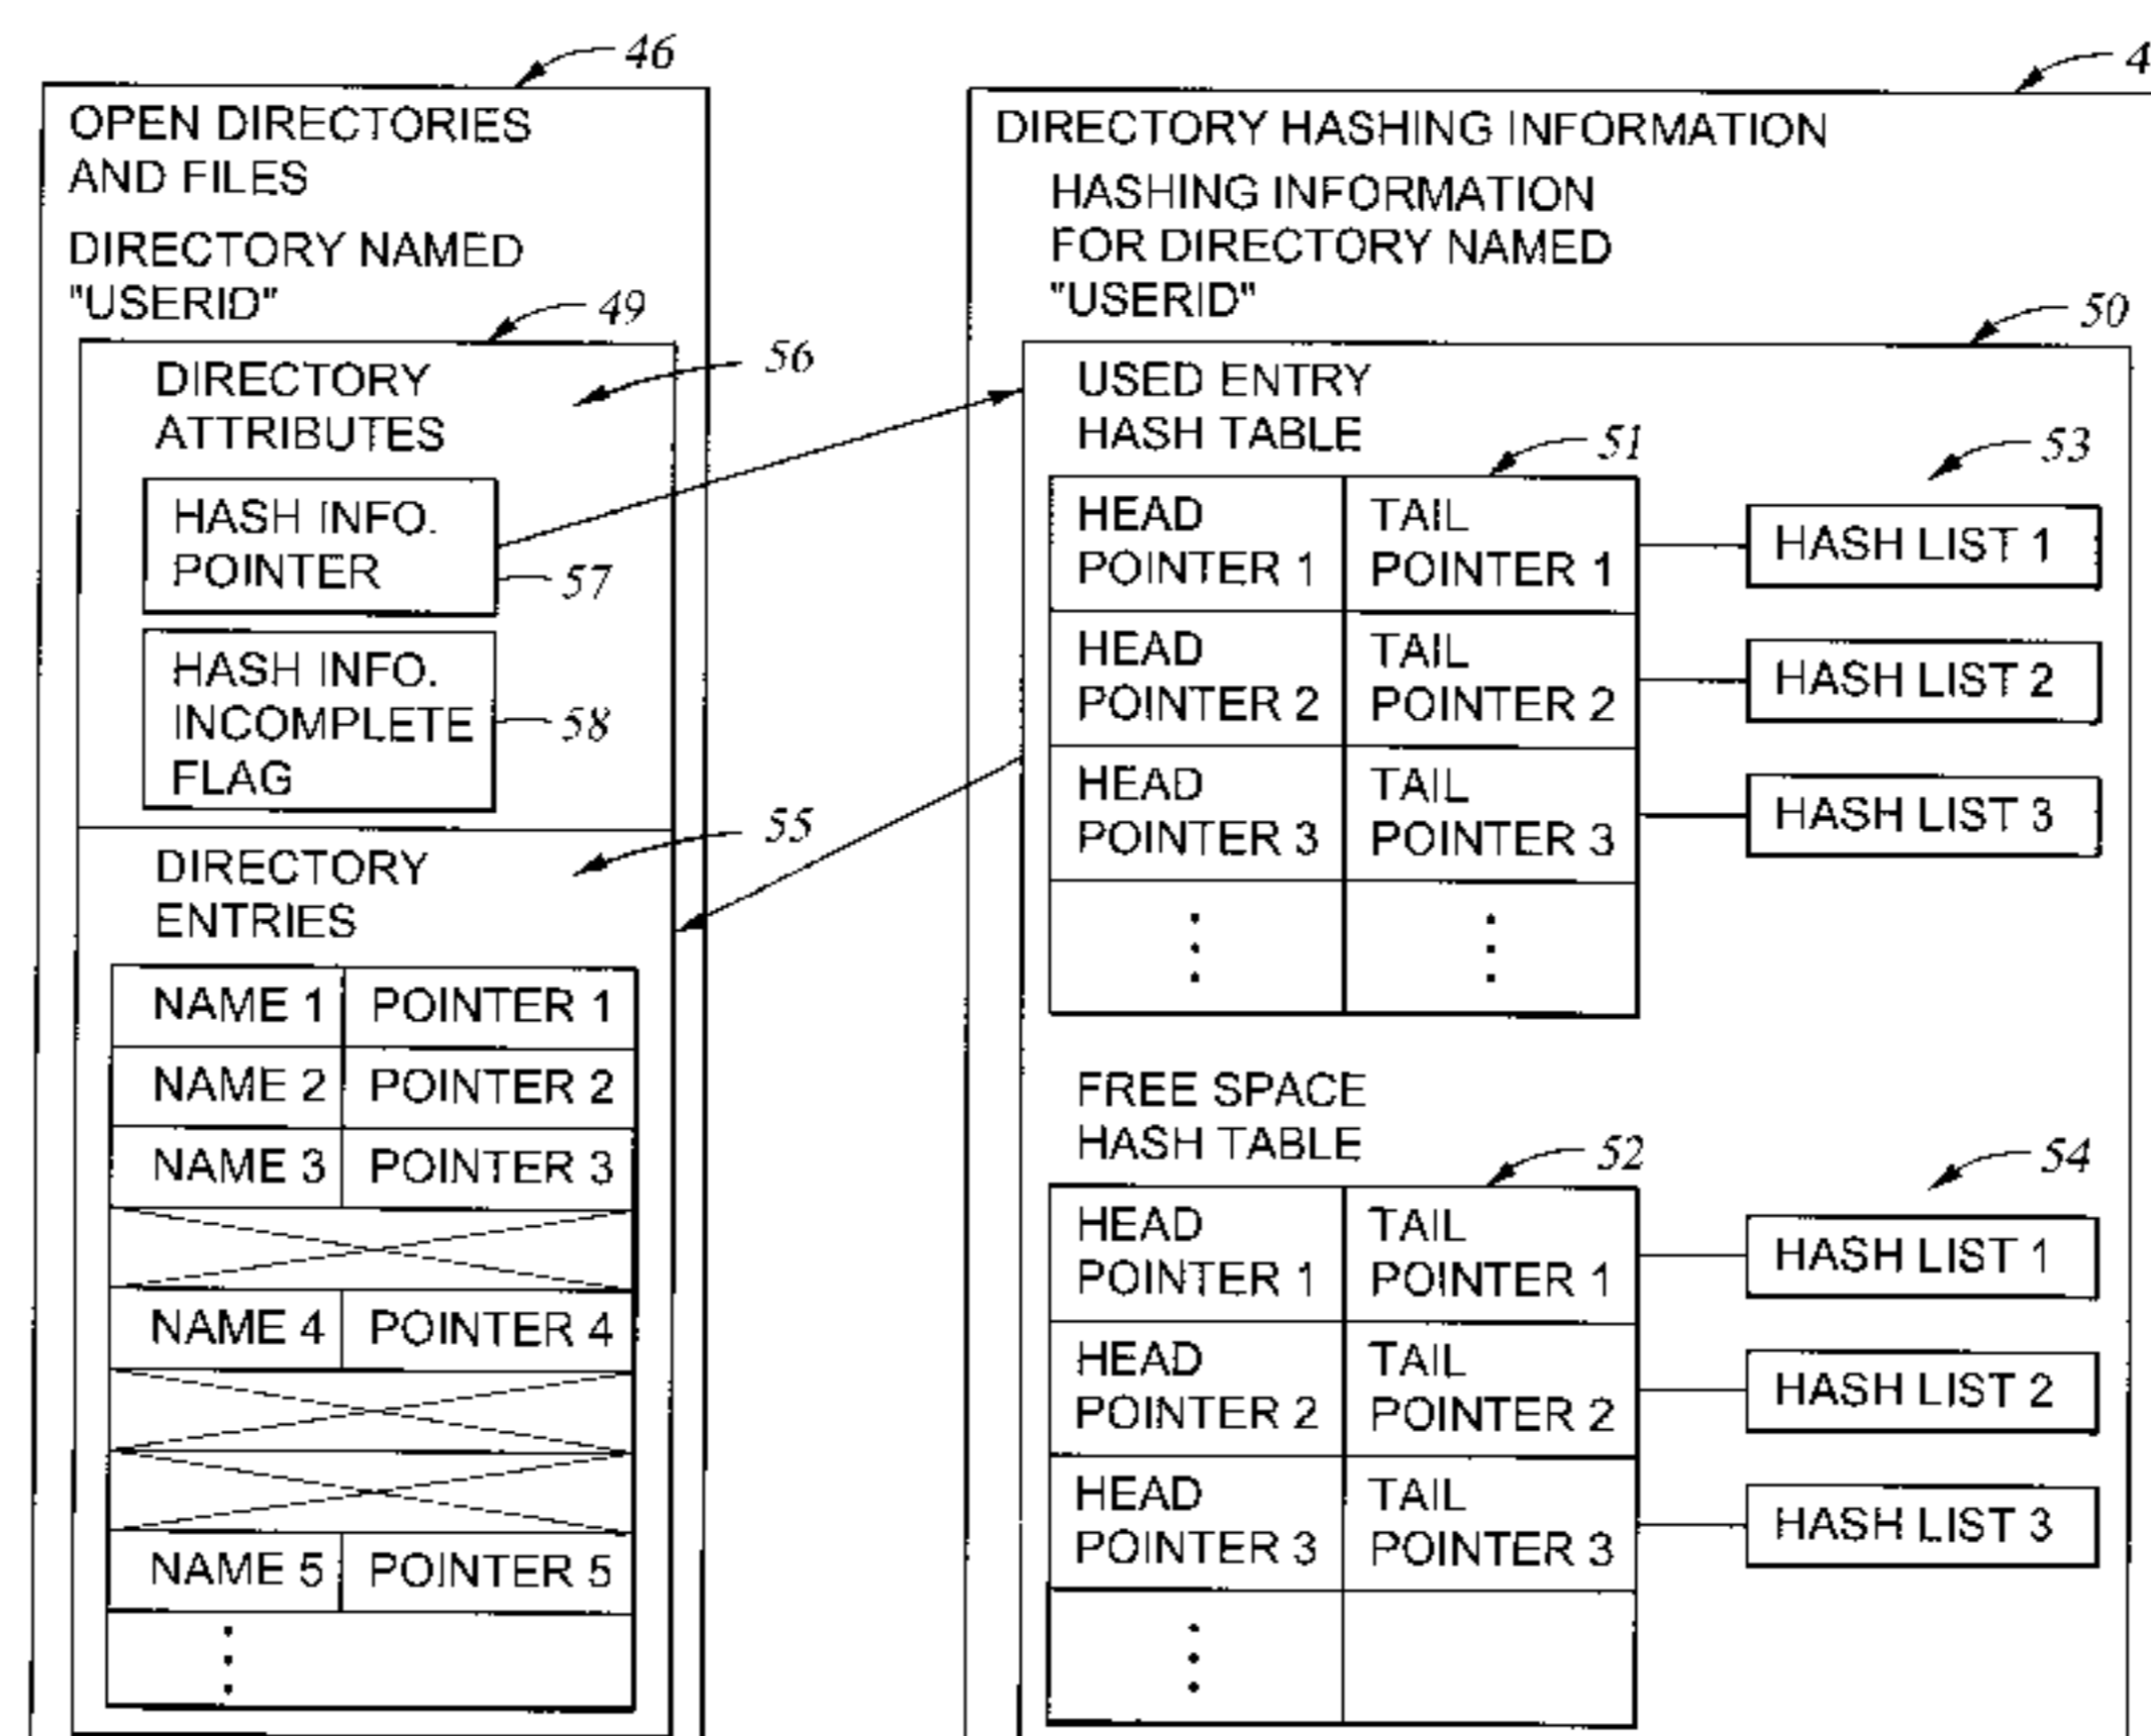 46
OPEN DIRECTORIES
AND FILES
DIRECTORY NAMED
"USERID"
49
DIRECTORY
ATTRIBUTES
56
HASH INFO.
POINTER
57
HASH INFO.
INCOMPLETE
FLAG
58
DIRECTORY
ENTRIES
55
NAME 1 POINTER 1
NAME 2 POINTER 2
NAME 3 POINTER 3
NAME 4 POINTER 4
NAME 5 POINTER 5
DIRECTORY HASHING INFORMATION
HASHING INFORMATION
FOR DIRECTORY NAMED
"USERID"
50
USED ENTRY
HASH TABLE
51
53
HEAD
POINTER 1
TAIL
POINTER 1
HASH LIST 1
HEAD
POINTER 2
TAIL
POINTER 2
HASH LIST 2
HEAD
POINTER 3
TAIL
POINTER 3
HASH LIST 3
FREE SPACE
HASH TABLE
52
54
HEAD
POINTER 1
TAIL
POINTER 1
HASH LIST 1
HEAD
POINTER 2
TAIL
POINTER 2
HASH LIST 2
HEAD
POINTER 3
TAIL
POINTER 3
HASH LIST 3